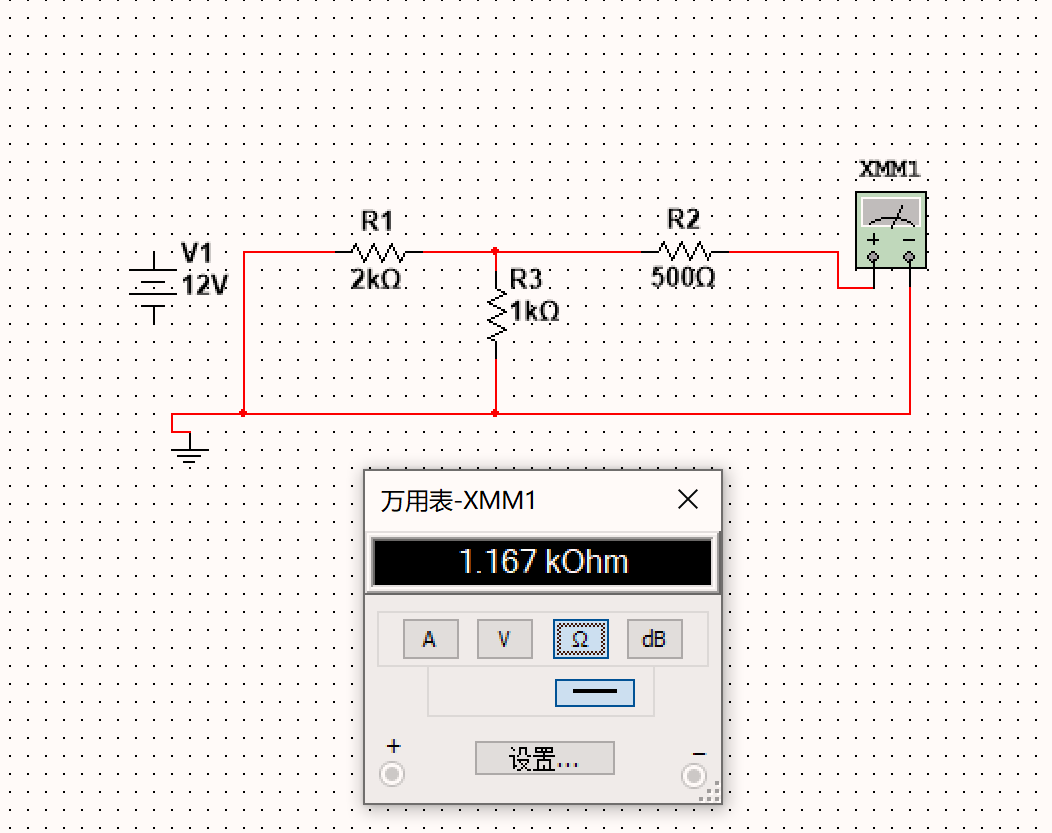 XMM1
R1
R2
V1
12V
2kΩ
R3
500Ω
1kΩ
+ −
万用表-XMM1
1.167 kOhm
A V Ω dB
+ −
设置...